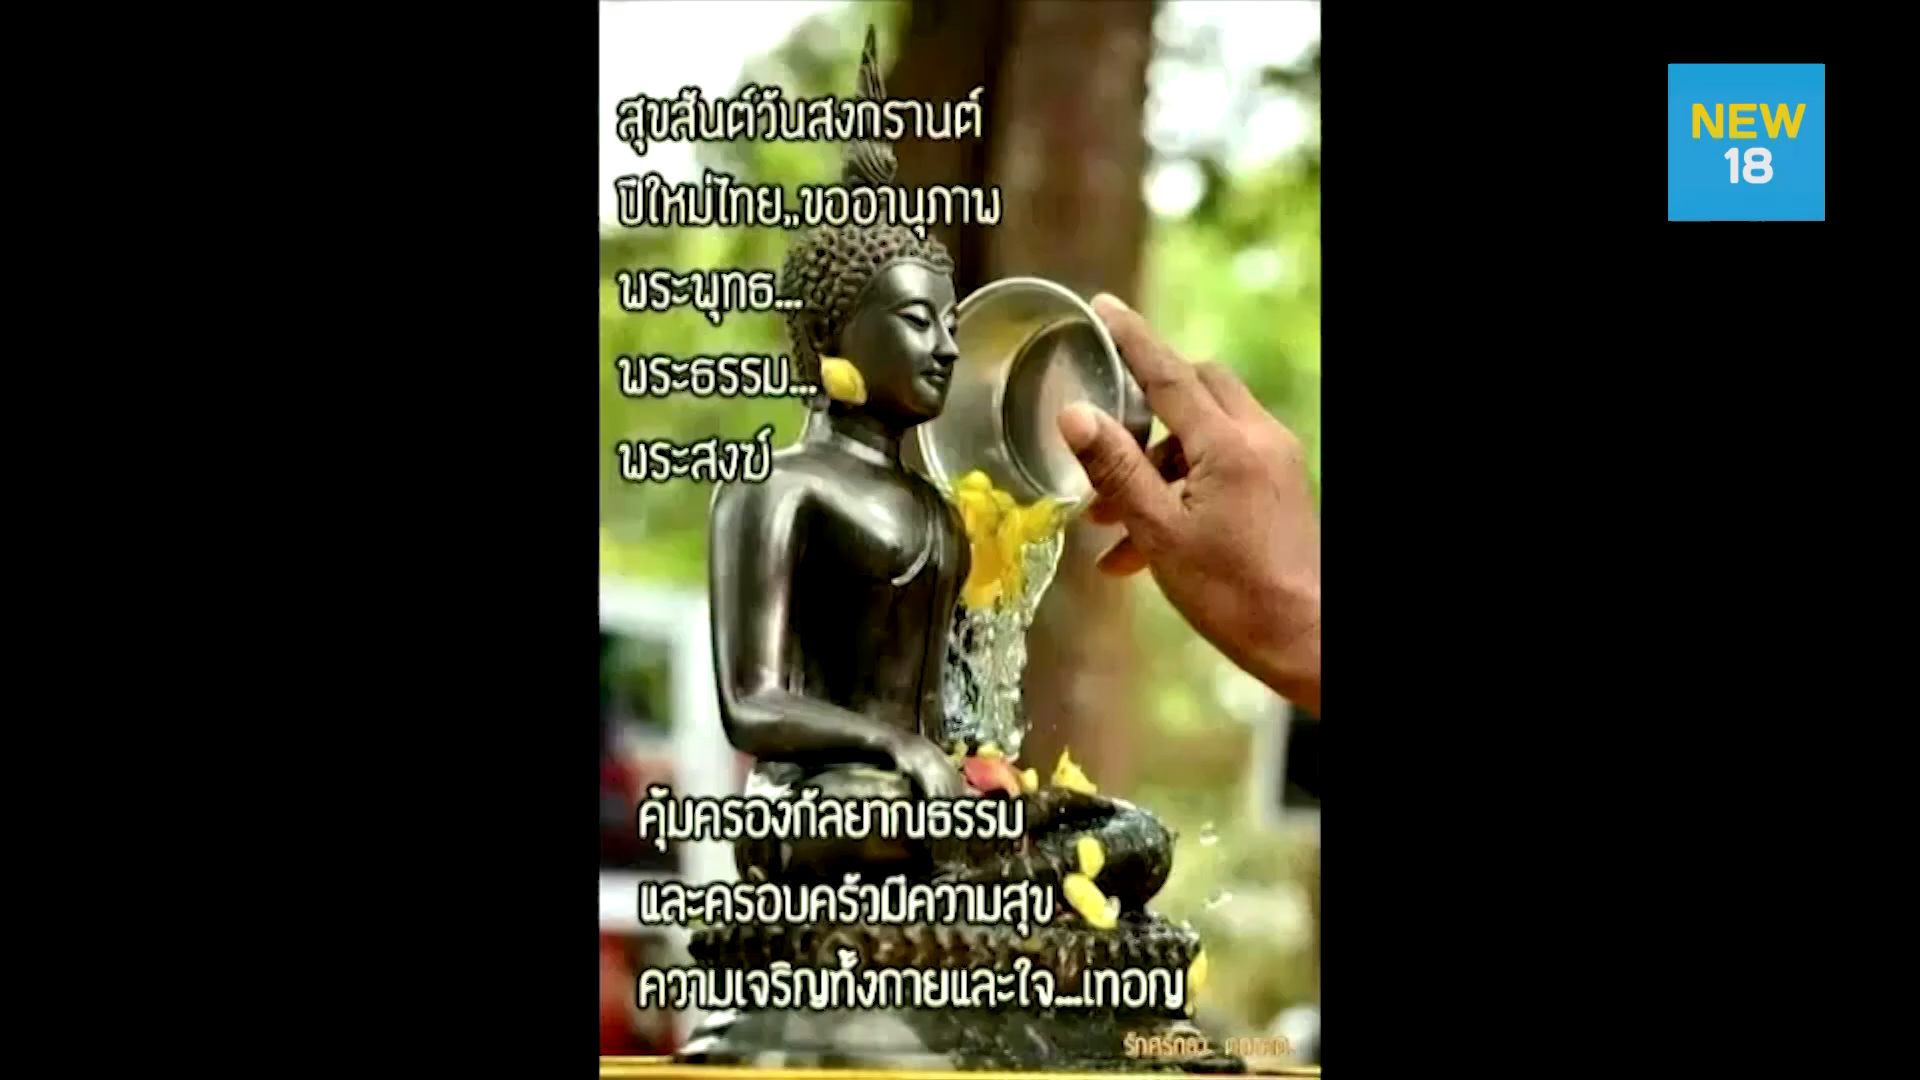 สุขสันต์วันสงกรานต์
ปีใหม่ไทย,,ขออานุภาพ
พระพุทธ...
พระธรรม...
พระสงฆ์
คุ้มครองกัลยาณธรรม
และครอบครัวมีความสุข
ความเจริญทั้งกายและใจ...เทอญ
NEW
18